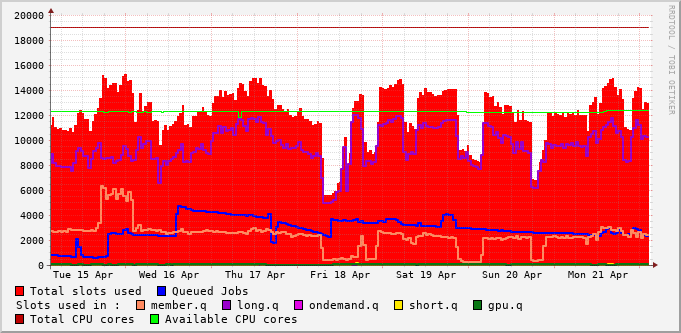 20000
18000
16000
14000
12000
10000
8000
6000
4000
2000
0
Tue 15 Apr Wed 16 Apr Thu 17 Apr Fri 18 Apr Sat 19 Apr Sun 20 Apr Mon 21 Apr
RRDTOOL / TOBI OETIKER
Total slots used Queued Jobs
Slots used in : member.q long.q ondemand.q short.q gpu.q
Total CPU cores Available CPU cores